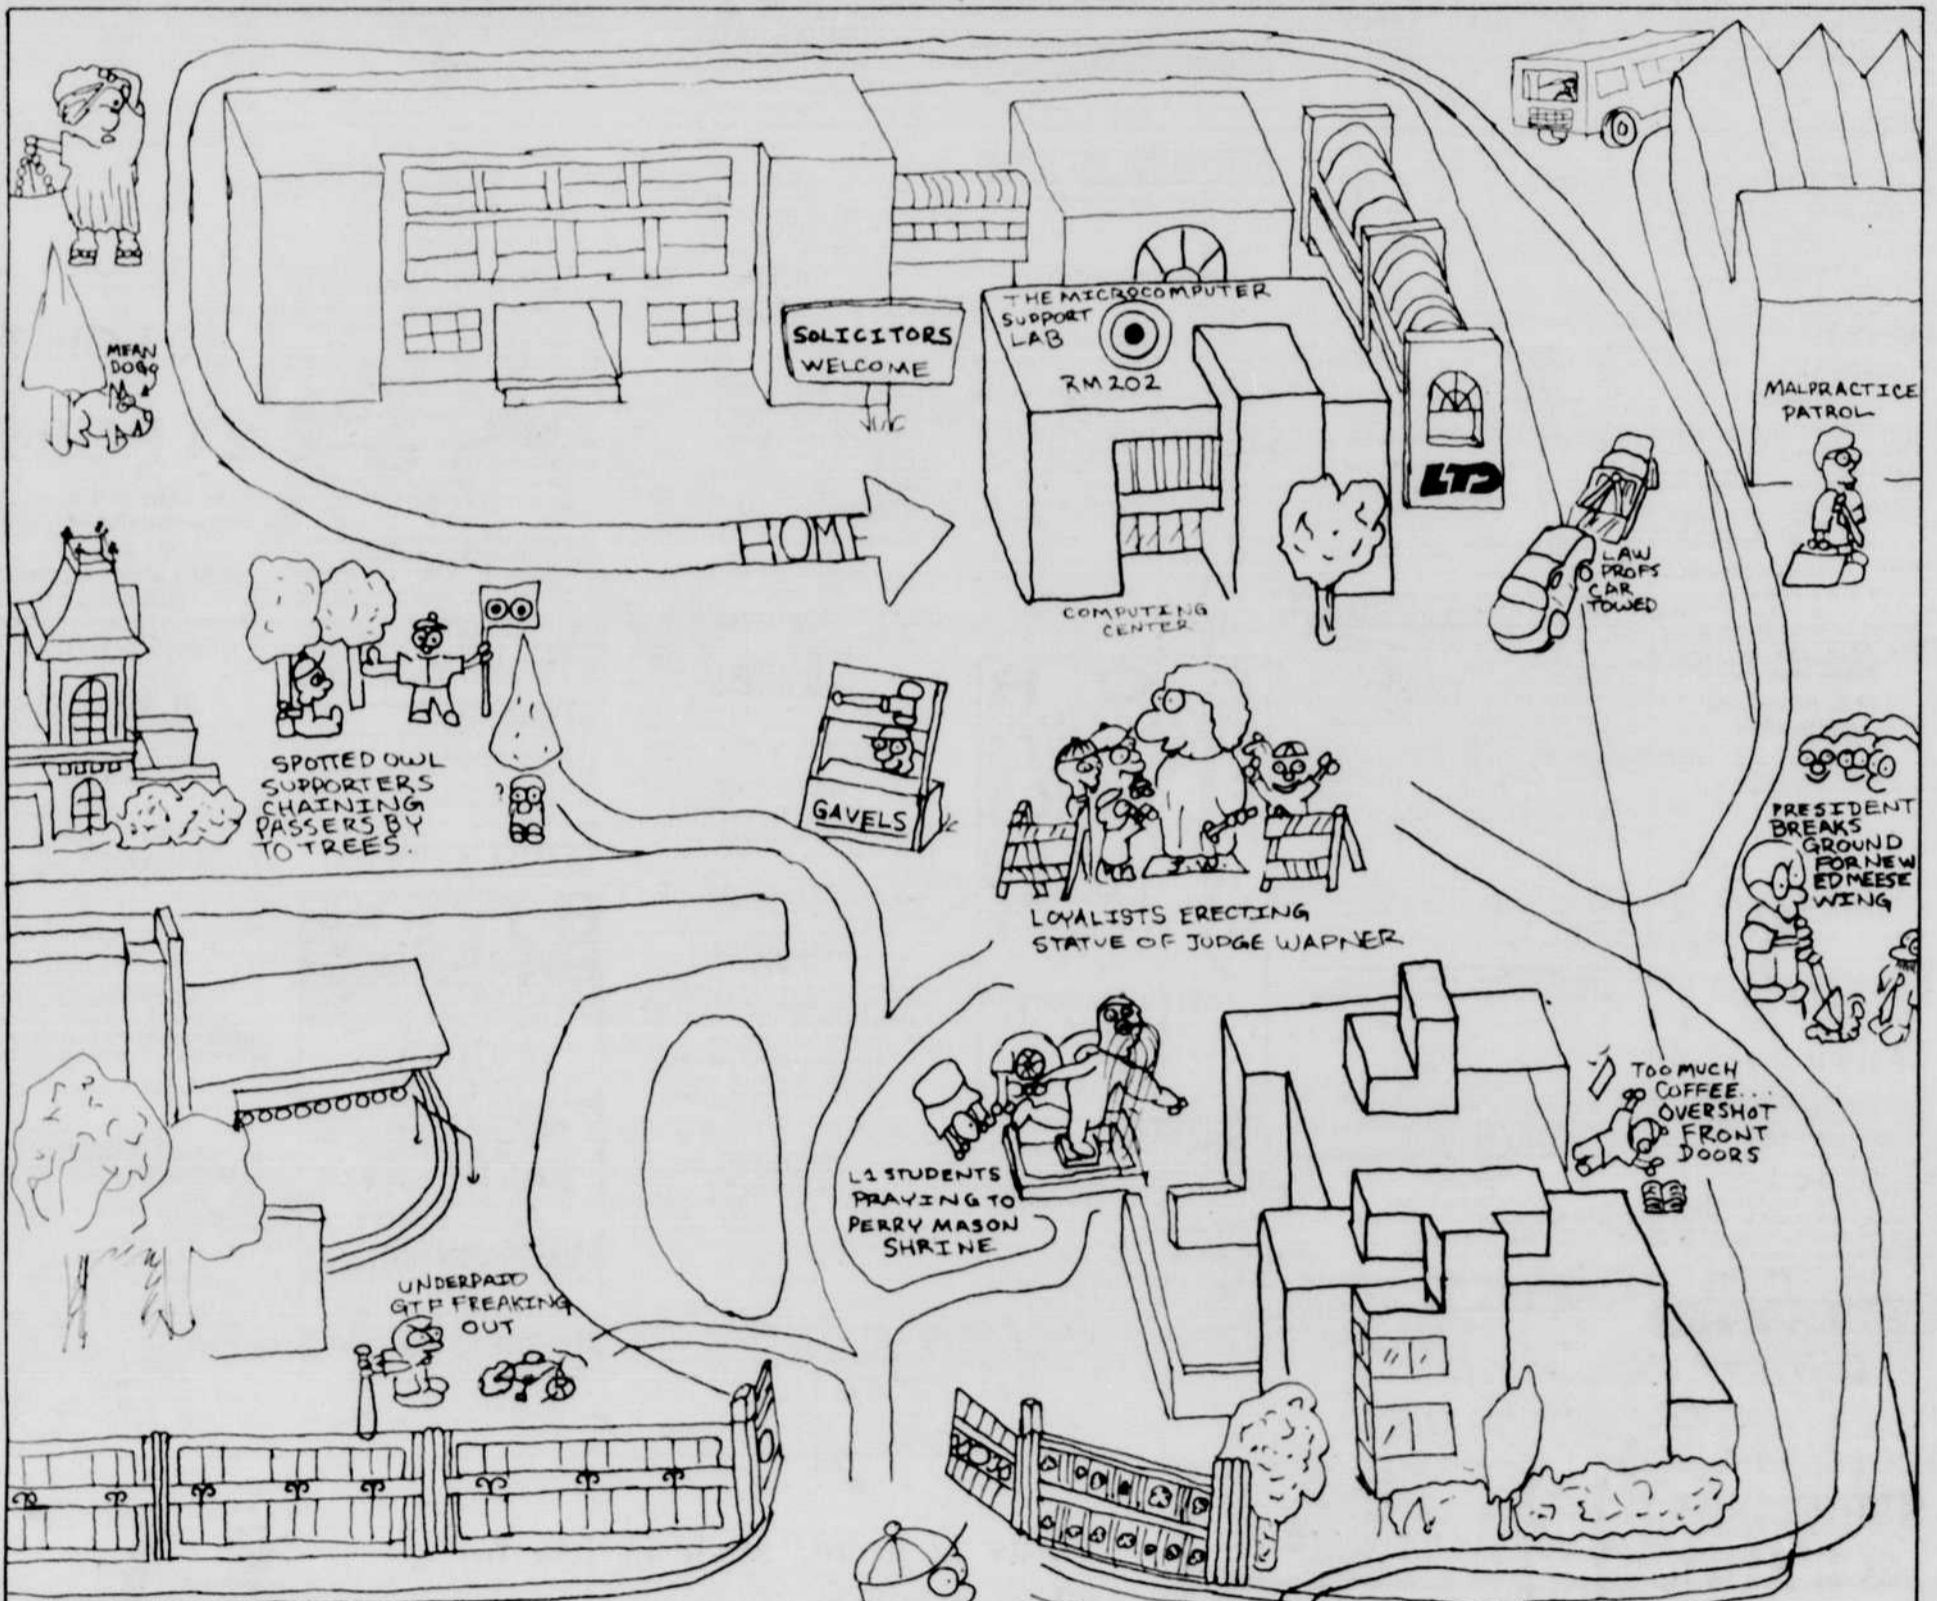 MEAN
DOG
SOLICITORS
WELCOME
THE MICROCOMPUTER
SUPPORT
LAB
RM 202
LTD
MALPRACTICE
PATROL
HOME
LAW
PROFS
CAR
TOWED
COMPUTING
CENTER
SPOTTED OWL
SUPPORTERS
CHAINING
PASSERS BY
TO TREES.
?
GAVELS
J.W.
PRESIDENT
BREAKS
GROUND
FOR NEW
ED MEESE
WING
LOYALISTS ERECTING
STATUE OF JUDGE WAPNER
TOO MUCH
COFFEE...
OVERSHOT
FRONT
DOORS
L1 STUDENTS
PRAYING TO
PERRY MASON
SHRINE
UNDERPAID
GTF FREAKING
OUT